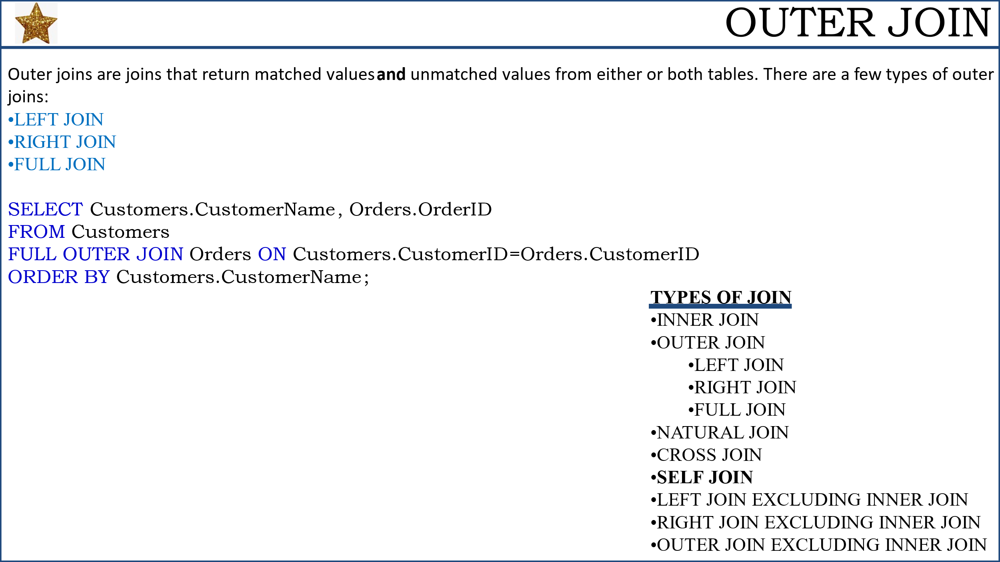 OUTER JOIN
Outer joins are joins that return matched values and unmatched values from either or both tables. There are a few types of outer
joins:
•LEFT JOIN
•RIGHT JOIN
•FULL JOIN
SELECT Customers.CustomerName, Orders.OrderID
FROM Customers
FULL OUTER JOIN Orders ON Customers.CustomerID=Orders.CustomerID
ORDER BY Customers.CustomerName;
TYPES OF JOIN
•INNER JOIN
•OUTER JOIN
•LEFT JOIN
•RIGHT JOIN
•FULL JOIN
•NATURAL JOIN
•CROSS JOIN
•SELF JOIN
•LEFT JOIN EXCLUDING INNER JOIN
•RIGHT JOIN EXCLUDING INNER JOIN
•OUTER JOIN EXCLUDING INNER JOIN